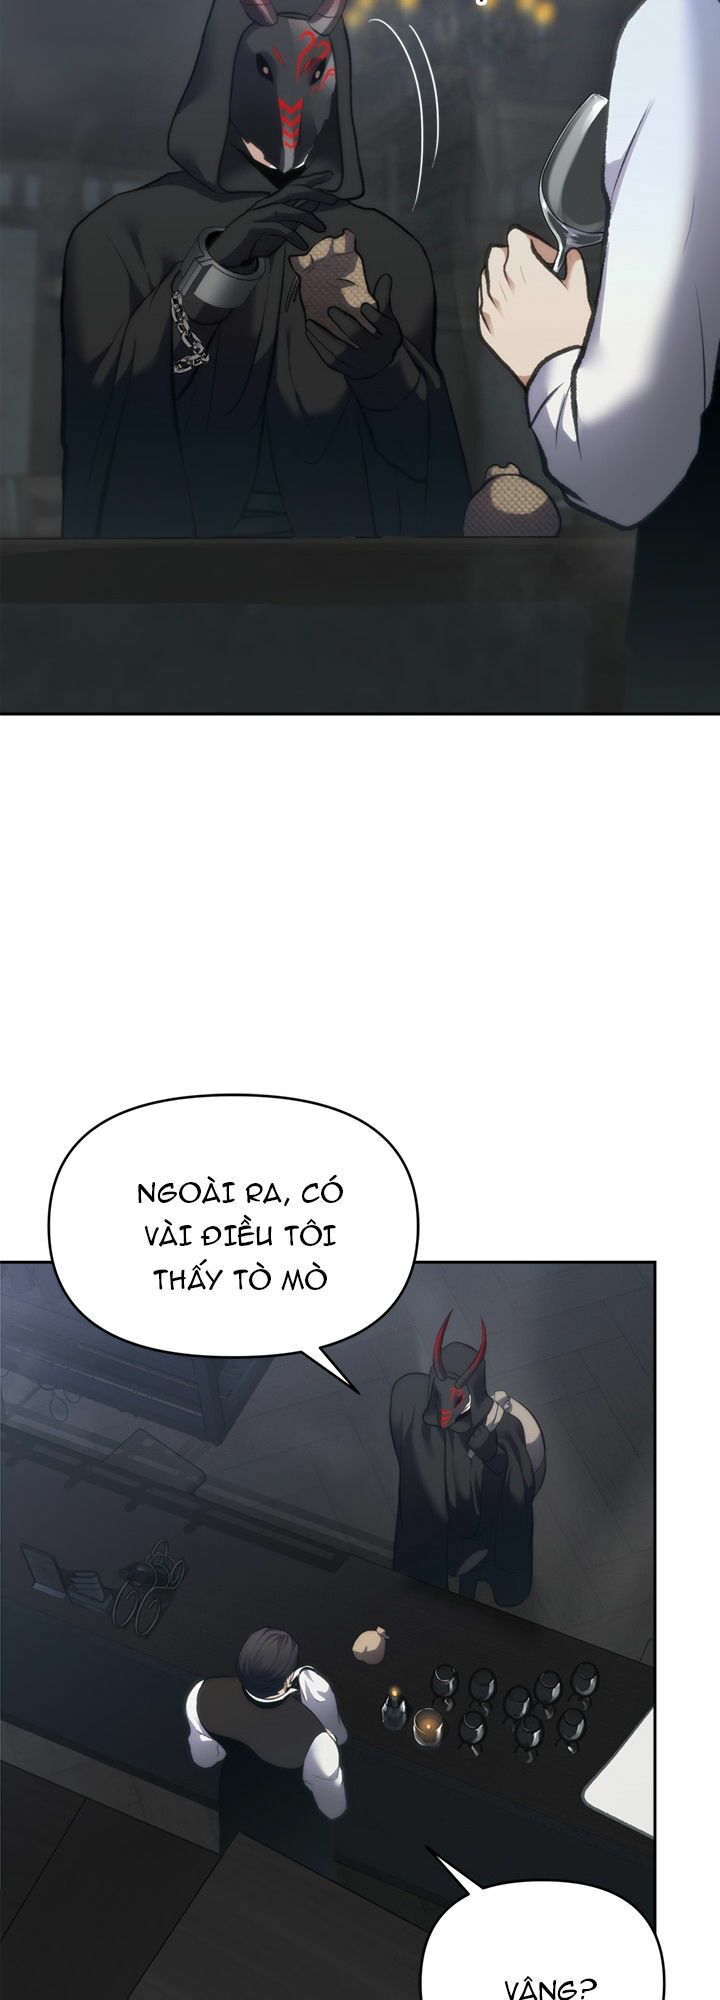 NGOÀI RA, CÓ
VÀI ĐIỀU TÔI
THẤY TÒ MÒ
VÂNG?